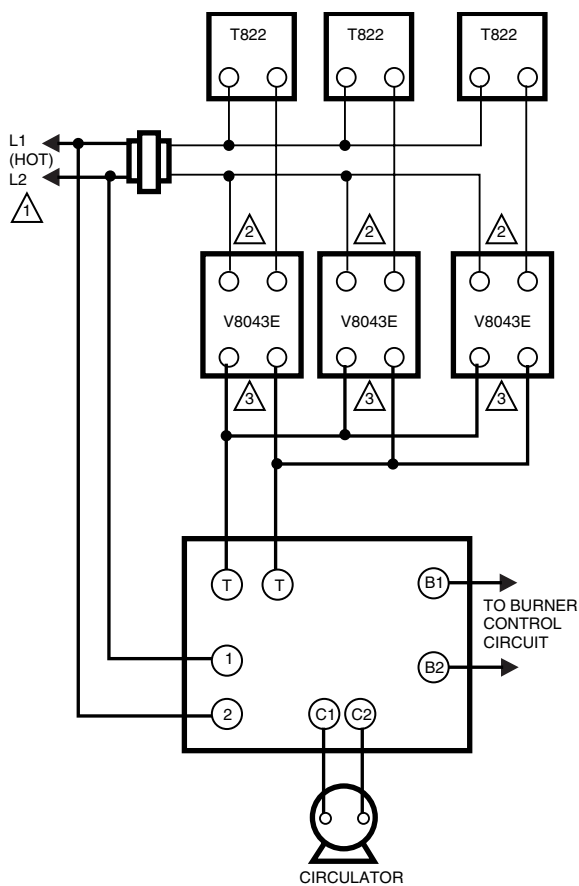 T822 T822 T822
L1
(HOT)
L2
1
2 2 2
V8043E V8043E V8043E
3 3 3
T T B1
TO BURNER
CONTROL
CIRCUIT
1
B2
2 C1 C2
CIRCULATOR